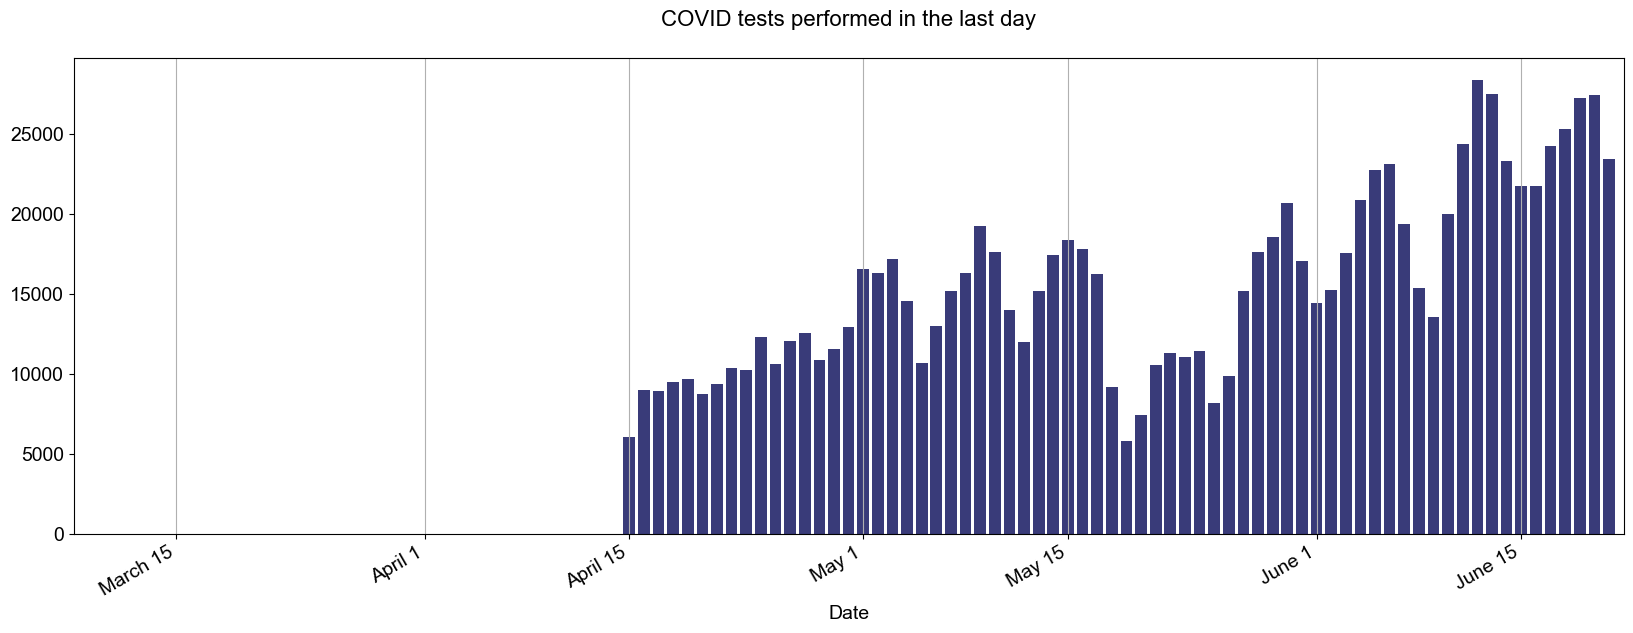 COVID tests performed in the last day
25000
20000
15000
10000
5000
0
March 15
April 1
April 15
May 1
May 15
June 1
June 15
Date